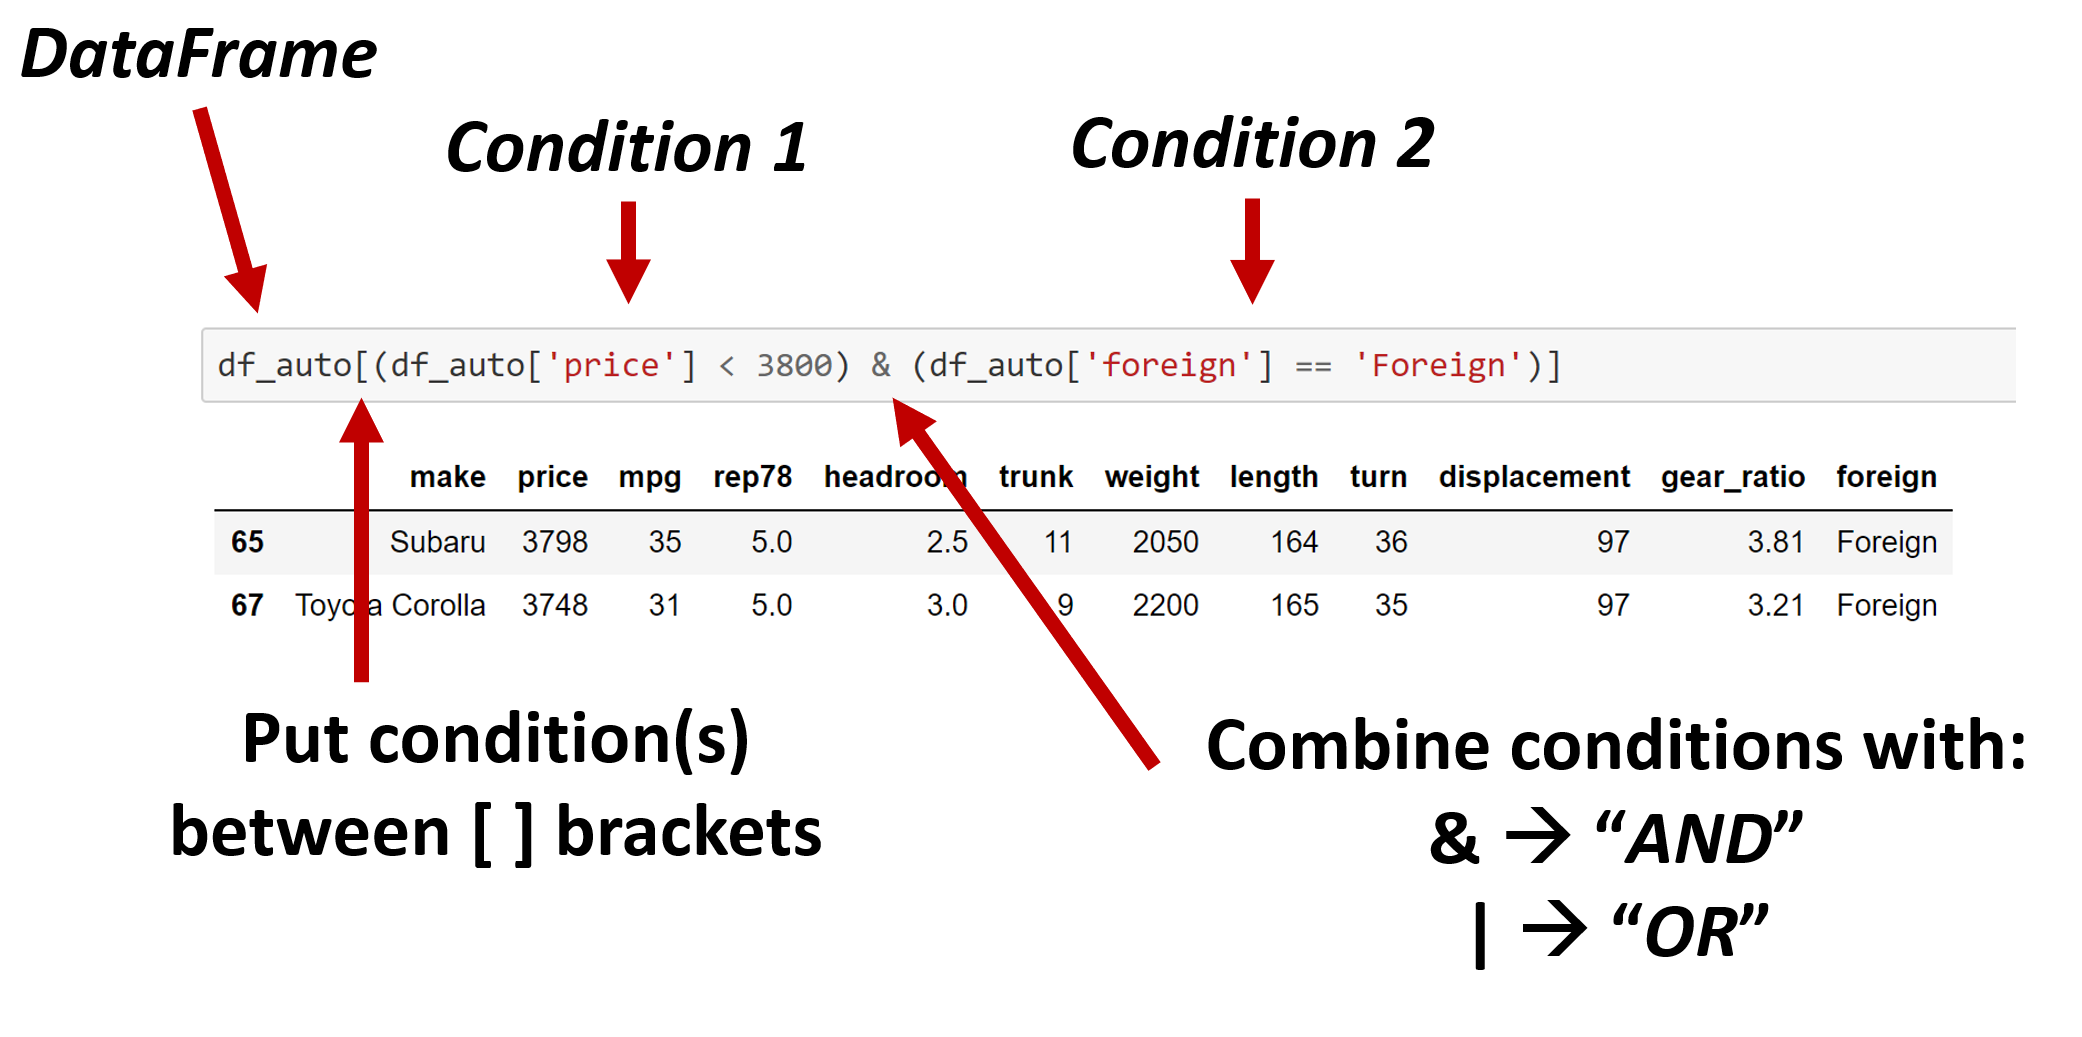 DataFrame
Condition 1
Condition 2
df_auto[(df_auto['price'] < 3800) & (df_auto['foreign'] == 'Foreign')]
make price mpg rep78 headroom trunk weight length turn displacement gear_ratio foreign
65 Subaru 3798 35 5.0 2.5 11 2050 164 36 97 3.81 Foreign
67 Toyota Corolla 3748 31 5.0 3.0 9 2200 165 35 97 3.21 Foreign
Put condition(s)
between [ ] brackets
Combine conditions with:
& → “AND”
| → “OR”